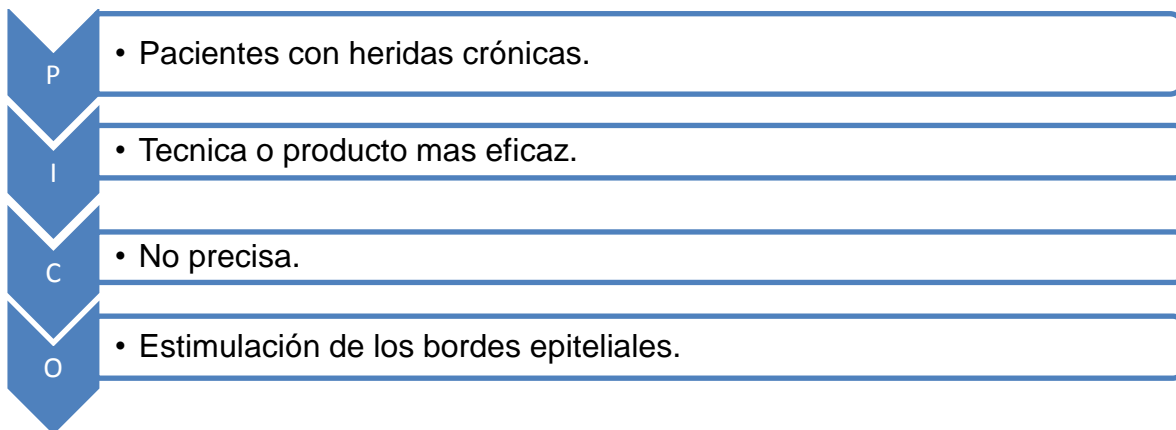 P
• Pacientes con heridas crónicas.
I
• Tecnica o producto mas eficaz.
C
• No precisa.
O
• Estimulación de los bordes epiteliales.